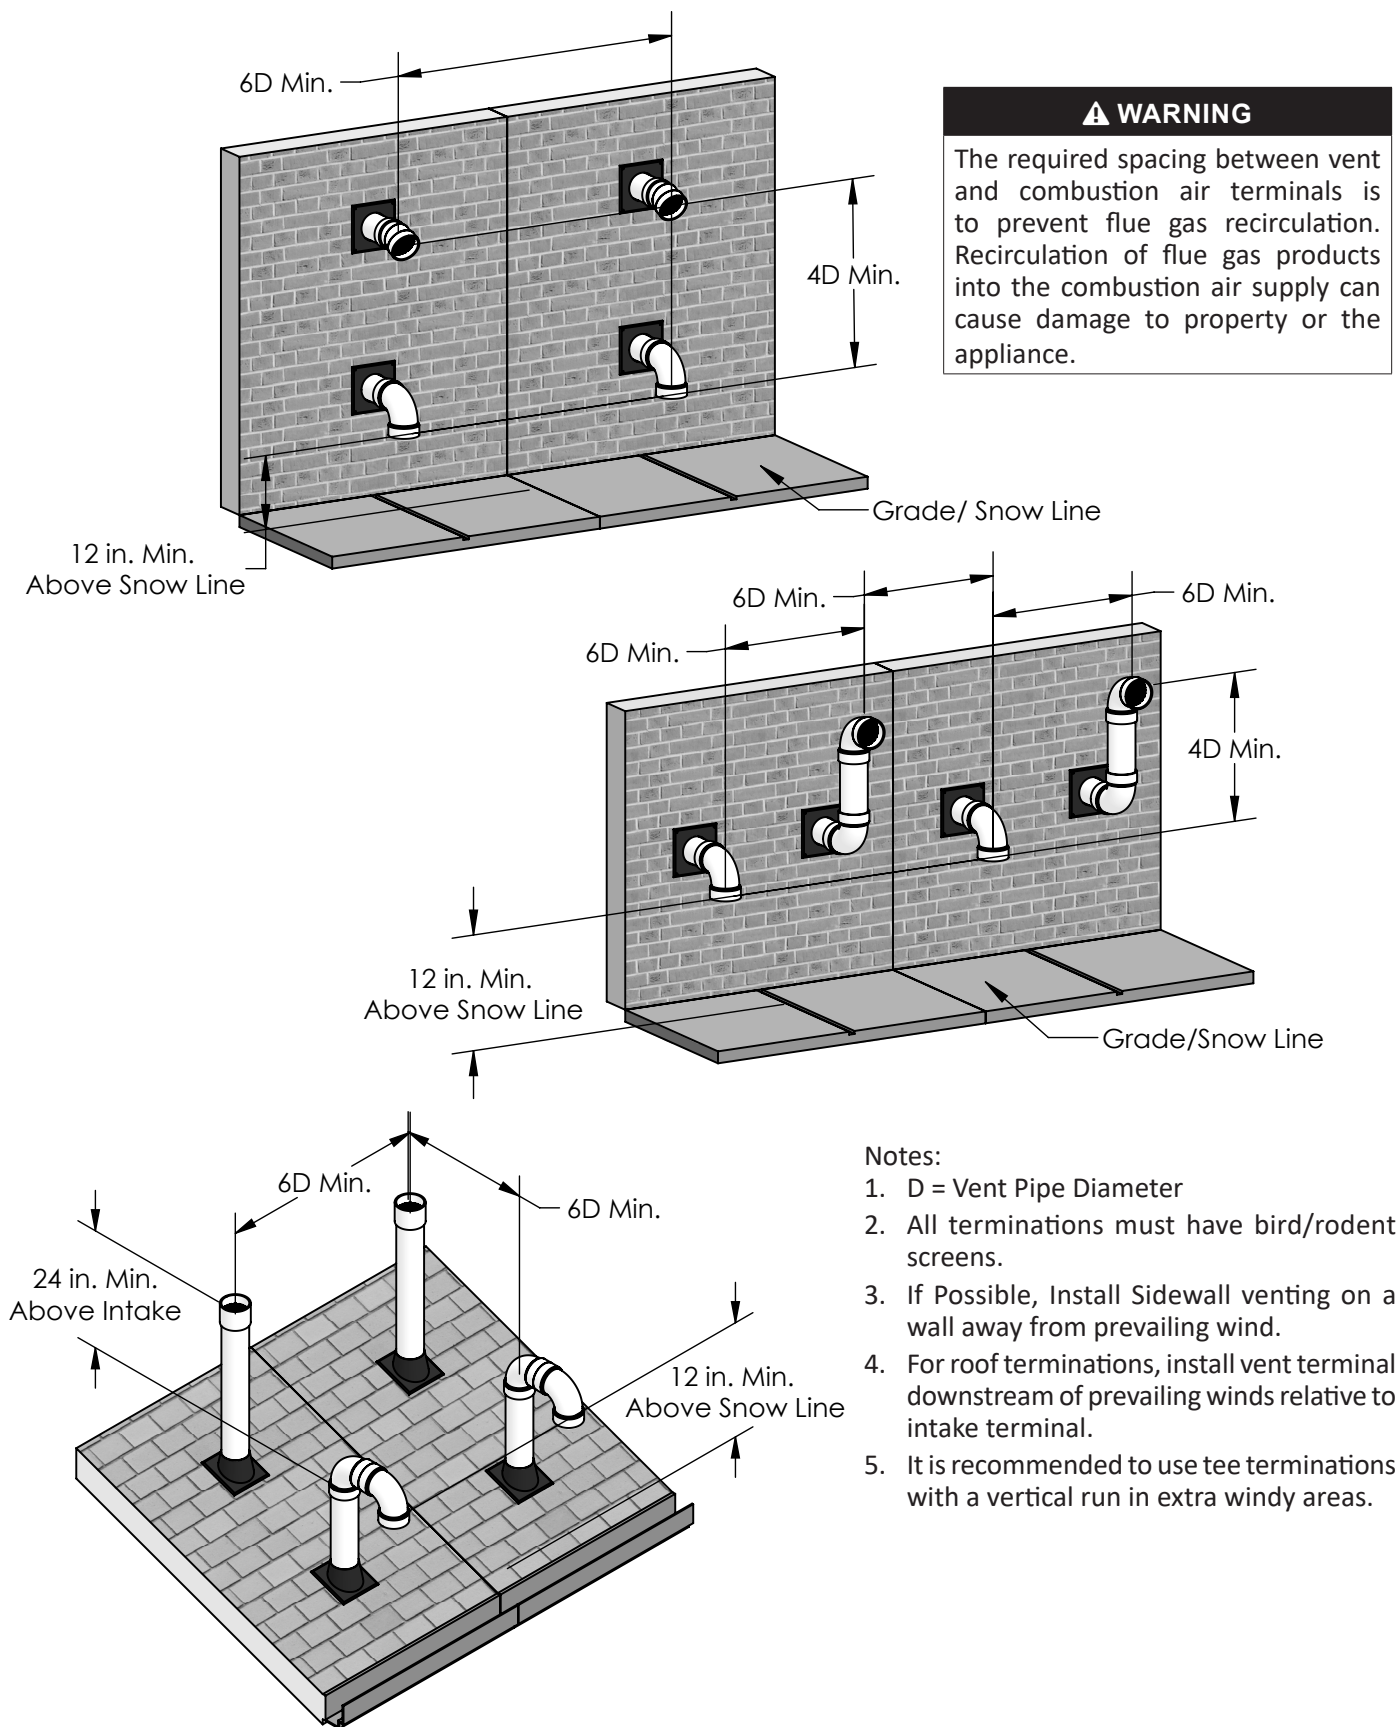 6D Min.
⚠ WARNING
The required spacing between vent
and combustion air terminals is
to prevent flue gas recirculation.
Recirculation of flue gas products
into the combustion air supply can
cause damage to property or the
appliance.
4D Min.
Grade/ Snow Line
12 in. Min.
Above Snow Line
6D Min.
6D Min.
6D Min.
4D Min.
12 in. Min.
Above Snow Line
Grade/Snow Line
6D Min.
6D Min.
24 in. Min.
Above Intake
12 in. Min.
Above Snow Line
Notes:
1. D = Vent Pipe Diameter
2. All terminations must have bird/rodent
screens.
3. If Possible, Install Sidewall venting on a
wall away from prevailing wind.
4. For roof terminations, install vent terminal
downstream of prevailing winds relative to
intake terminal.
5. It is recommended to use tee terminations
with a vertical run in extra windy areas.